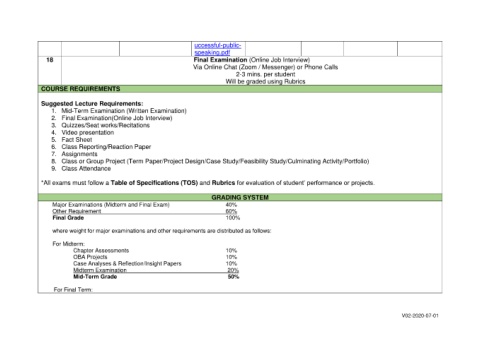 uccessful-public-
speaking.pdf
18 Final Examination (Online Job Interview)
Via Online Chat (Zoom / Messenger) or Phone Calls
2-3 mins. per student
Will be graded using Rubrics
COURSE REQUIREMENTS
Suggested Lecture Requirements:
1. Mid-Term Examination (Written Examination)
2. Final Examination(Online Job Interview)
3. Quizzes/Seat works/Recitations
4. Video presentation
5. Fact Sheet
6. Class Reporting/Reaction Paper
7. Assignments
8. Class or Group Project (Term Paper/Project Design/Case Study/Feasibility Study/Culminating Activity/Portfolio)
9. Class Attendance
*All exams must follow a Table of Specifications (TOS) and Rubrics for evaluation of student' performance or projects.
GRADING SYSTEM
Major Examinations (Midterm and Final Exam) 40%
Other Requirement 60%
Final Grade 100%
where weight for major examinations and other requirements are distributed as follows:
For Midterm:
Chapter Assessments 10%
OBA Projects 10%
Case Analyses & Reflection/Insight Papers 10%
Midterm Examination 20%
Mid-Term Grade 50%
For Final Term:
V02-2020-07-01